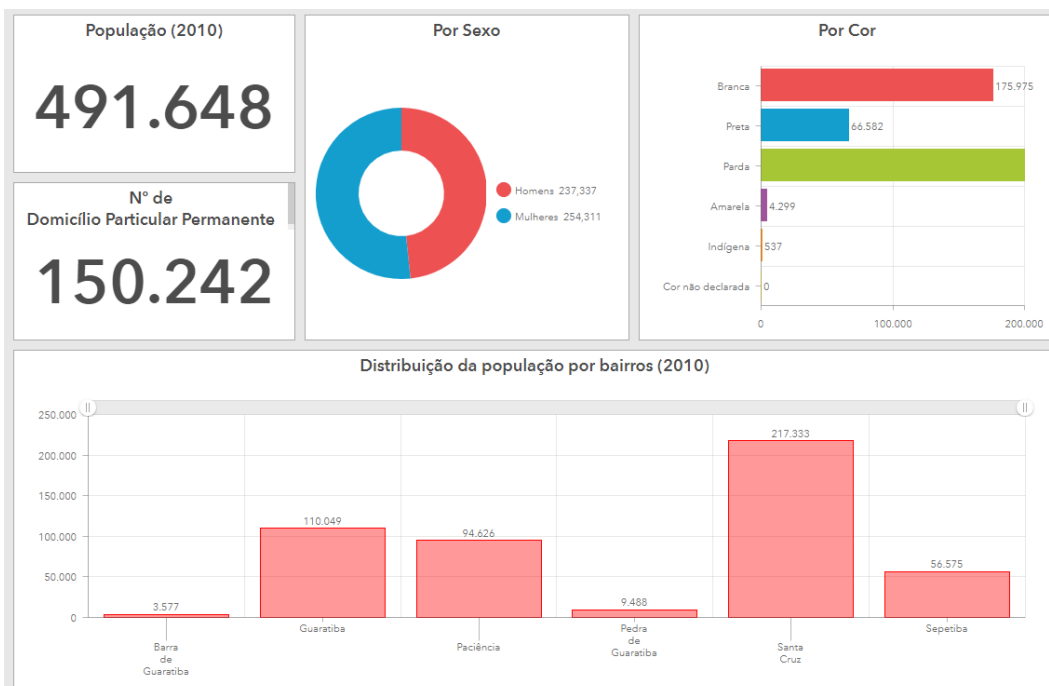 População (2010)
491.648
N° de
Domicílio Particular Permanente
150.242
Por Sexo
Homens 237,337
Mulheres 254,311
Por Cor
Branca
175.975
Preta
66.582
Parda
Amarela
4.299
Indígena
537
Cor não declarada
0
0
100.000
200.000
Distribuição da população por bairros (2010)
250.000
200.000
150.000
100.000
50.000
0
3.577
110.049
94.626
9.488
217.333
56.575
Barra
de
Guaratiba
Guaratiba
Paciência
Pedra
de
Guaratiba
Santa
Cruz
Sepetiba